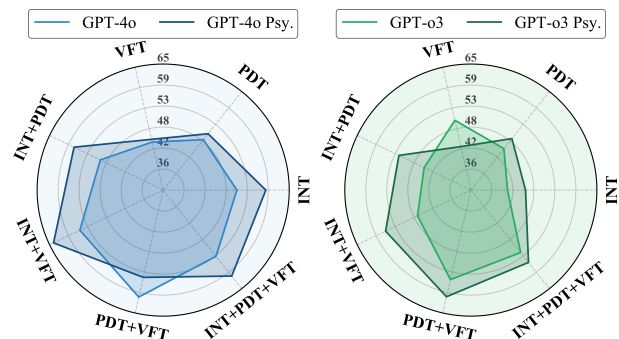 GPT-4o GPT-4o Psy.
GPT-o3 GPT-o3 Psy.
VFT
PDT
INT+PDT
INT
INT+VFT
PDT+VFT
INT+PDT+VFT
65
59
53
48
42
36
VFT
PDT
INT+PDT
INT
INT+VFT
PDT+VFT
INT+PDT+VFT
65
59
53
48
42
36